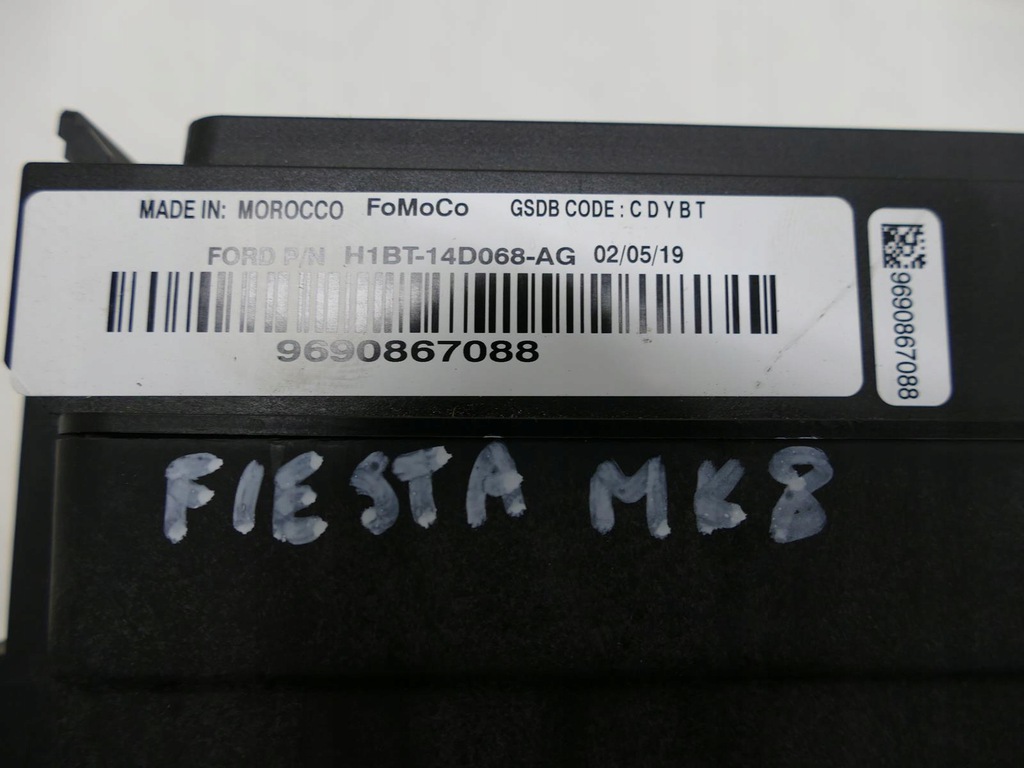 MADE IN: MOROCCO FoMoCo GSDB CODE : C D Y B T
FORD P/N H1BT-14D068-AG 02/05/19
9690867088
9690867088
FIESTA MK8